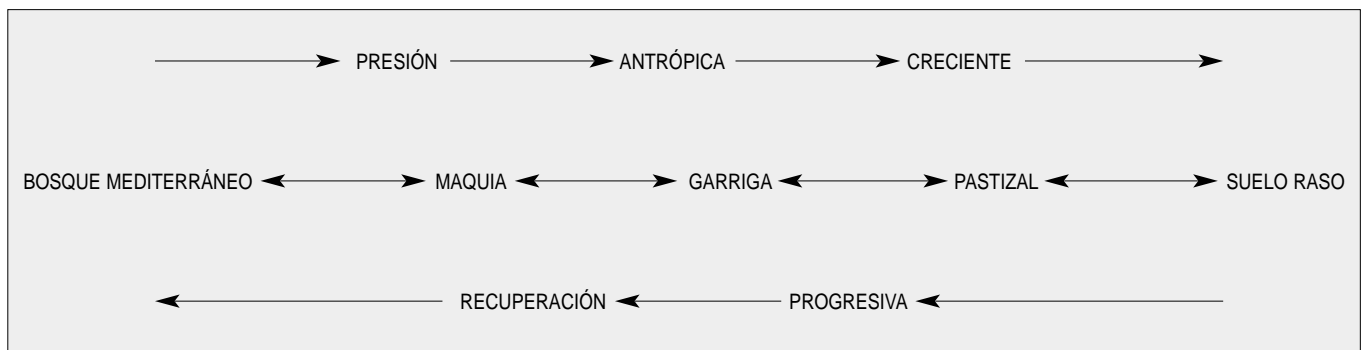 PRESIÓN ANTRÓPICA CRECIENTE
BOSQUE MEDITERRÁNEO MAQUIA GARRIGA PASTIZAL SUELO RASO
RECUPERACIÓN PROGRESIVA